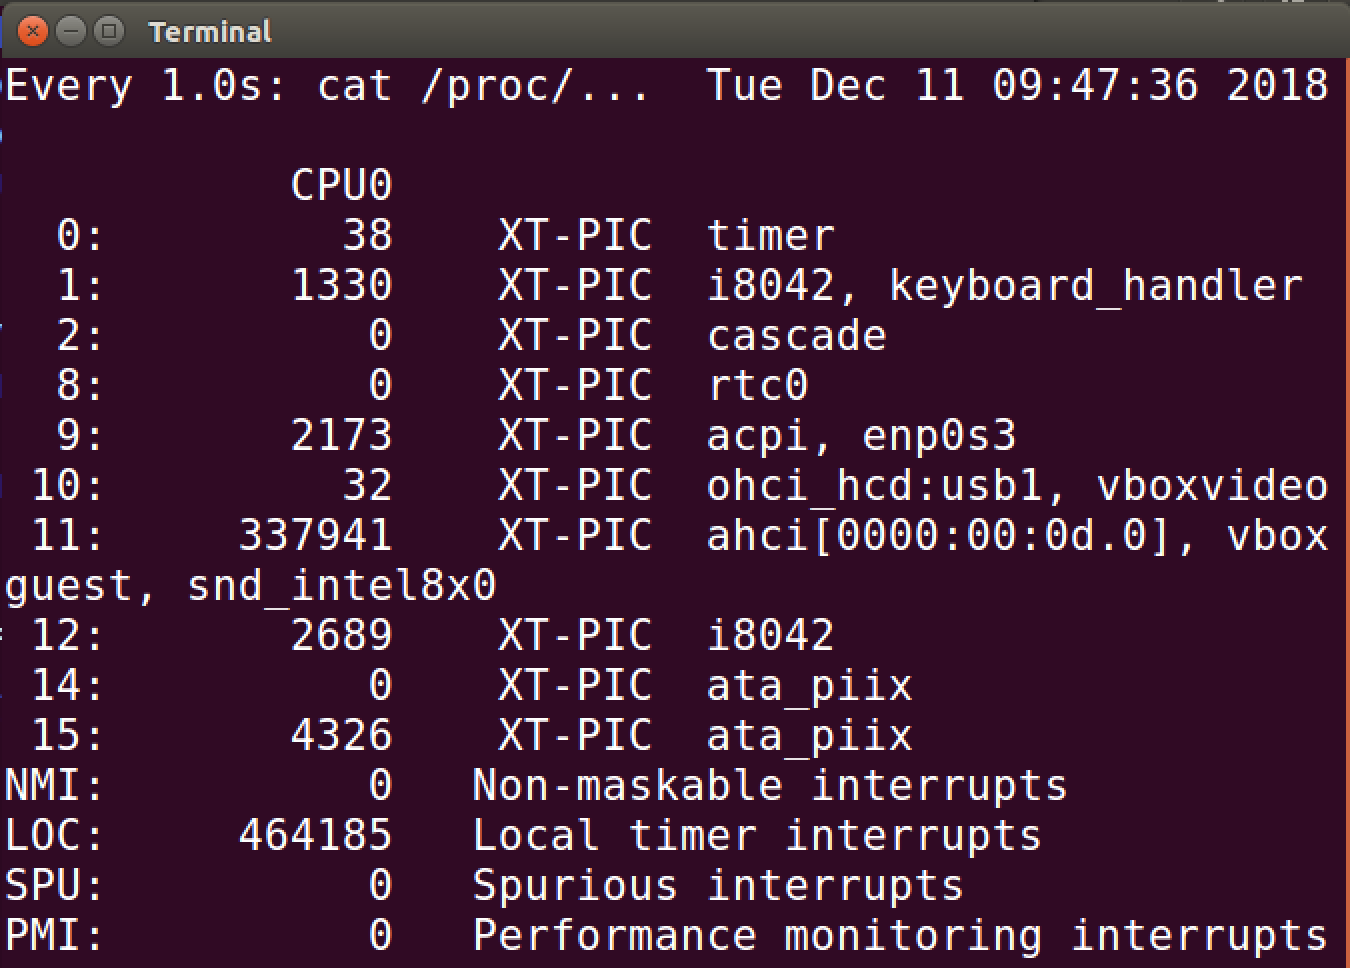 Terminal
Every 1.0s: cat /proc/...  Tue Dec 11 09:47:36 2018
           CPU0
  0:         38    XT-PIC  timer
  1:       1330    XT-PIC  i8042, keyboard_handler
  2:          0    XT-PIC  cascade
  8:          0    XT-PIC  rtc0
  9:       2173    XT-PIC  acpi, enp0s3
 10:         32    XT-PIC  ohci_hcd:usb1, vboxvideo
 11:     337941    XT-PIC  ahci[0000:00:0d.0], vbox
guest, snd_intel8x0
 12:       2689    XT-PIC  i8042
 14:          0    XT-PIC  ata_piix
 15:       4326    XT-PIC  ata_piix
NMI:          0   Non-maskable interrupts
LOC:     464185   Local timer interrupts
SPU:          0   Spurious interrupts
PMI:          0   Performance monitoring interrupts